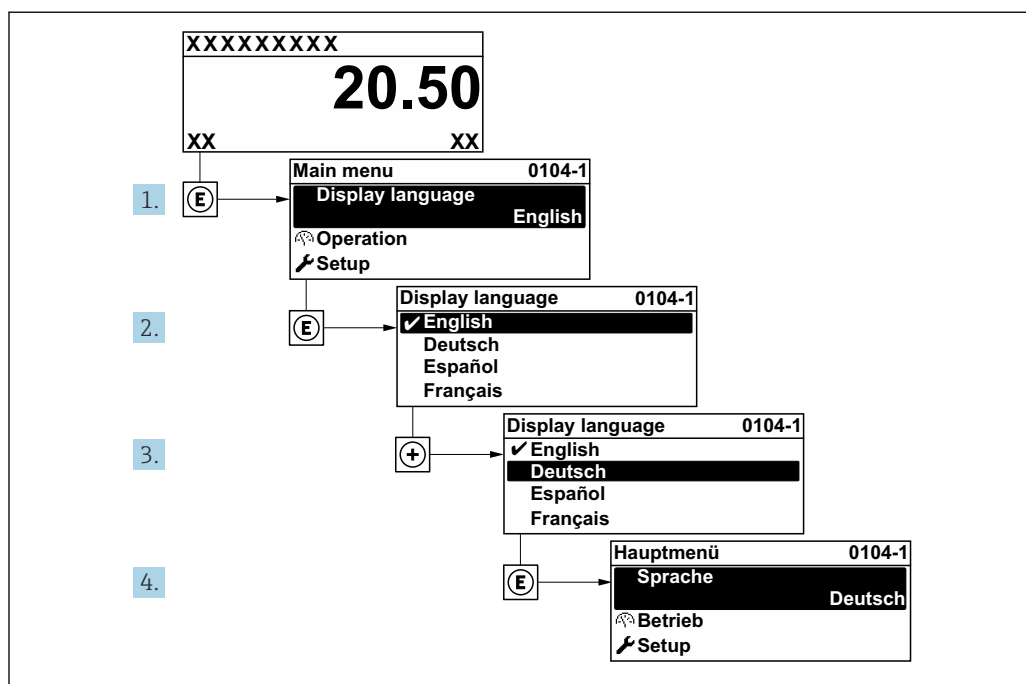 XXXXXXXXX
20.50
XX XX
1. E
Main menu 0104-1
Display language
English
Operation
Setup
2. E
Display language 0104-1
✔ English
Deutsch
Español
Français
3. +
Display language 0104-1
✔ English
Deutsch
Español
Français
4. E
Hauptmenü 0104-1
Sprache
Deutsch
Betrieb
Setup